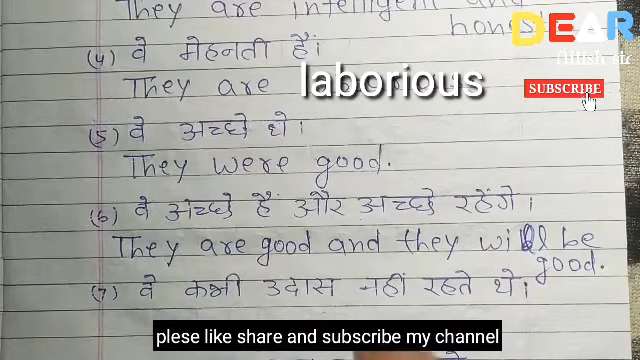 They are intelligent and
honest
DEAR
(4) वे मेहनती हैं।
They are laborious
SUBSCRIBE
(5) वे अच्छे थे।
They were good.
(6) वे अच्छे हैं और अच्छे रहेंगे।
They are good and they will be
good.
(7) वे कभी उदास नहीं रहते थे।
plese like share and subscribe my channel